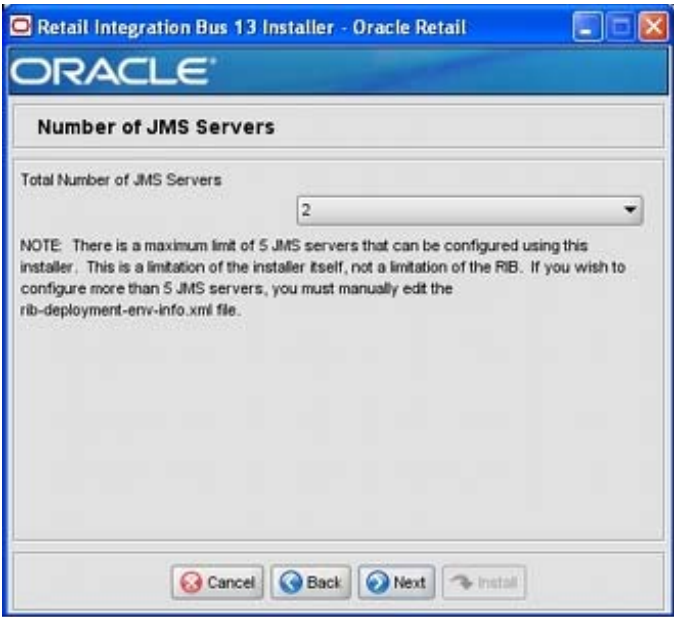 Retail Integration Bus 13 Installer - Oracle Retail
ORACLE
Number of JMS Servers
Total Number of JMS Servers
2
NOTE: There is a maximum limit of 5 JMS servers that can be configured using this
installer. This is a limitation of the installer itself, not a limitation of the RIB. If you wish to
configure more than 5 JMS servers, you must manually edit the
rib-deployment-env-info.xml file.
Cancel Back Next Install